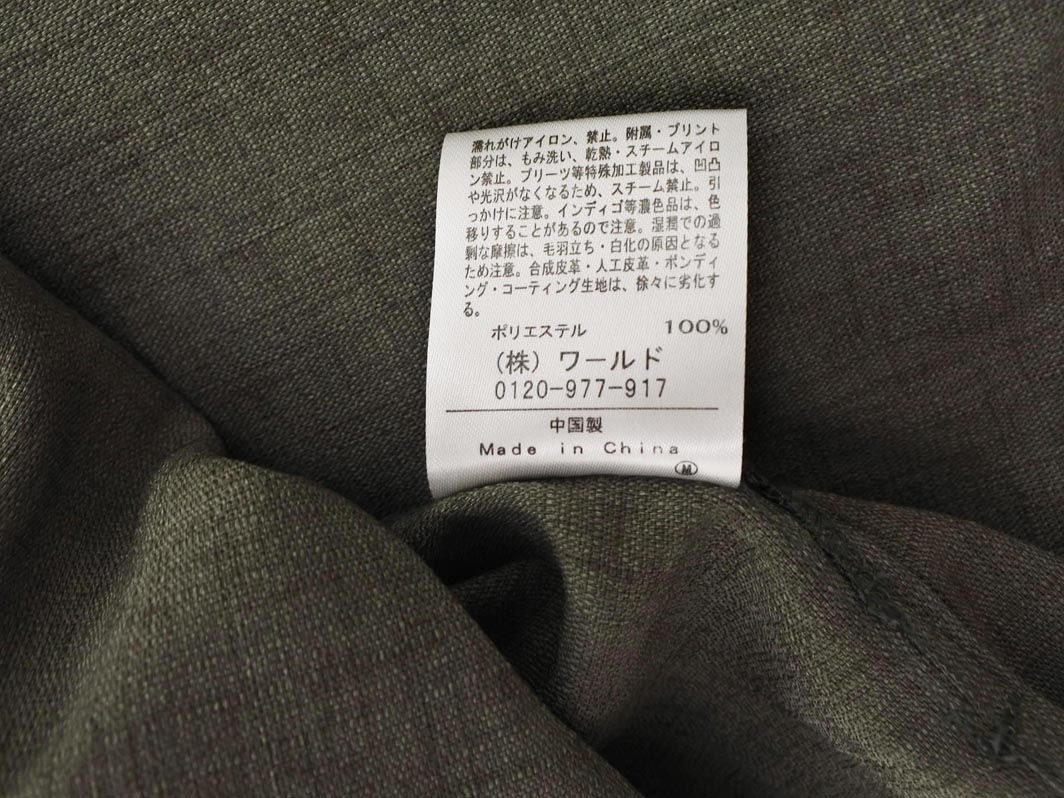 濡れがけアイロン、禁止。附属・プリント
部分は、もみ洗い、乾熱・スチームアイロ
ン禁止。プリーツ等特殊加工製品は、凹凸
や光沢がなくなるため、スチーム禁止。引
っかけに注意。インディゴ等濃色品は、色
移りすることがあるので注意。湿潤での過
剰な摩擦は、毛羽立ち・白化の原因となる
ため注意。合成皮革・人工皮革・ボンディ
ング・コーティング生地は、徐々に劣化す
る。
ポリエステル 100%
(株) ワールド
0120-977-917
中国製
Made in China
M